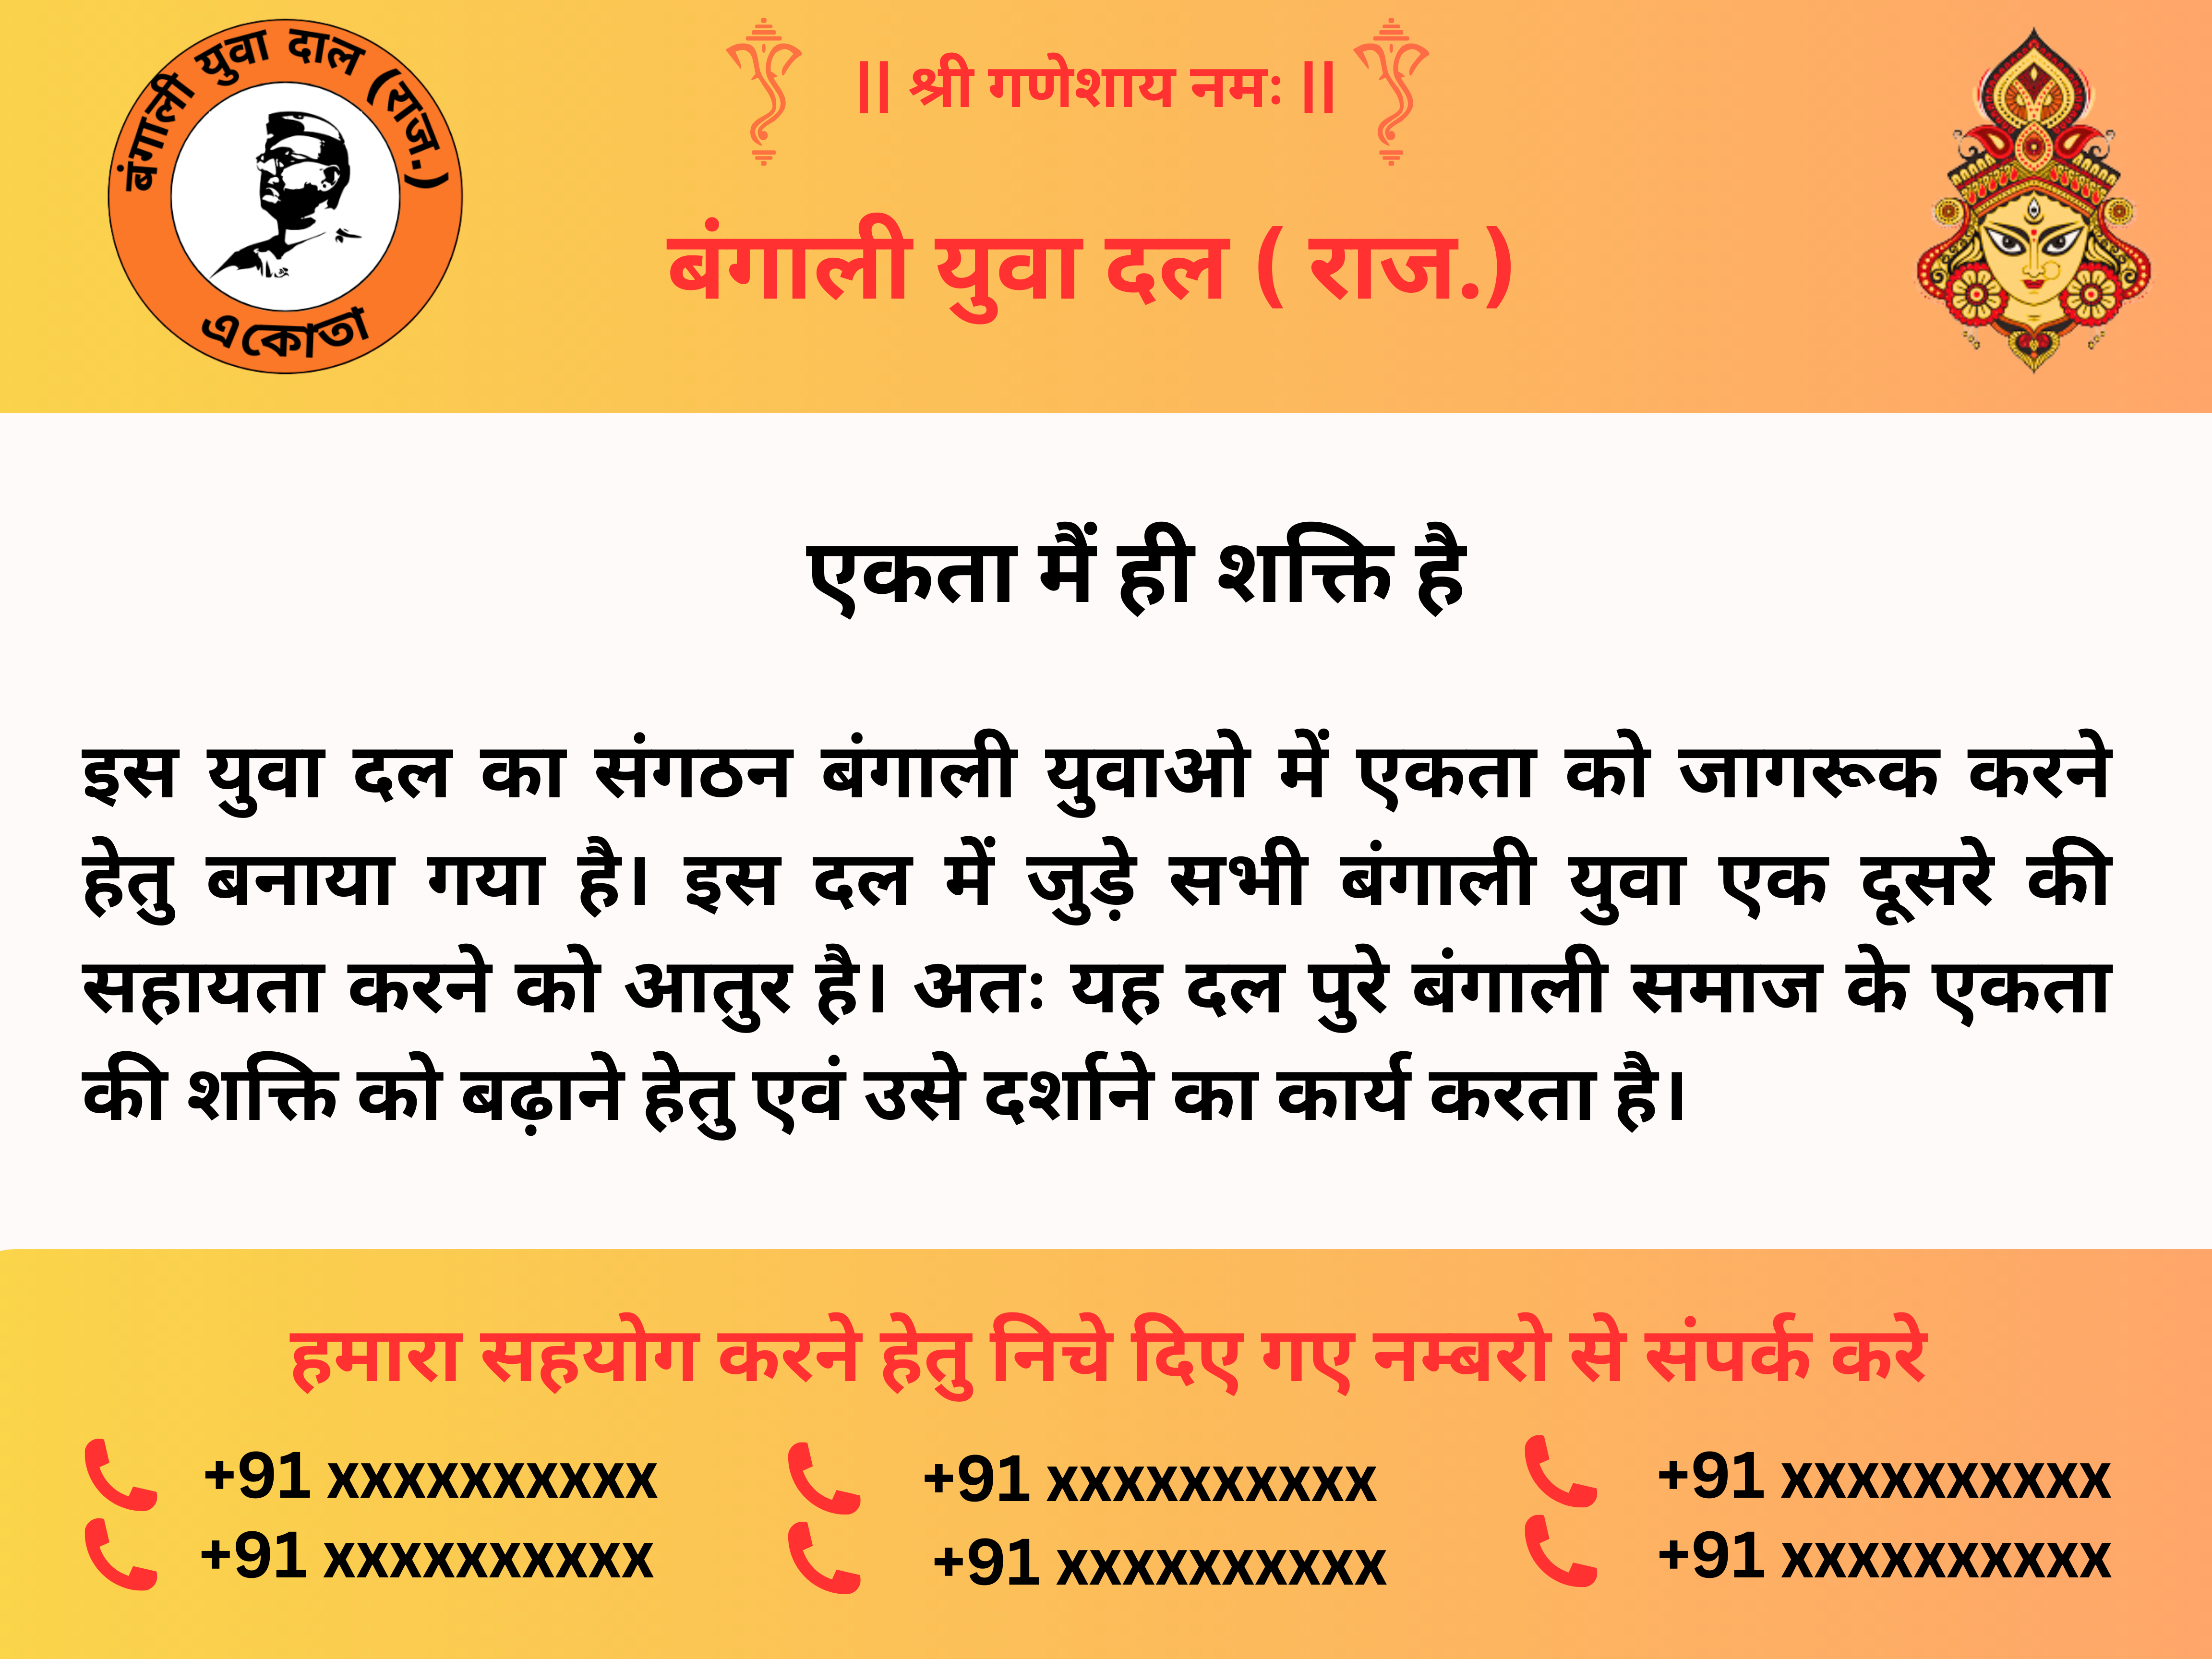 बंगाली युवा दाल (राज.)
একোতা
|| श्री गणेशाय नमः ||
बंगाली युवा दल ( राज.)
एकता मैं ही शक्ति है
इस युवा दल का संगठन बंगाली युवाओ में एकता को जागरूक करने
हेतु बनाया गया है। इस दल में जुड़े सभी बंगाली युवा एक दूसरे की
सहायता करने को आतुर है। अतः यह दल पुरे बंगाली समाज के एकता
की शक्ति को बढ़ाने हेतु एवं उसे दर्शाने का कार्य करता है।
हमारा सहयोग करने हेतु निचे दिए गए नम्बरो से संपर्क करे
+91 xxxxxxxxxx +91 xxxxxxxxxx +91 xxxxxxxxxx
+91 xxxxxxxxxx +91 xxxxxxxxxx +91 xxxxxxxxxx